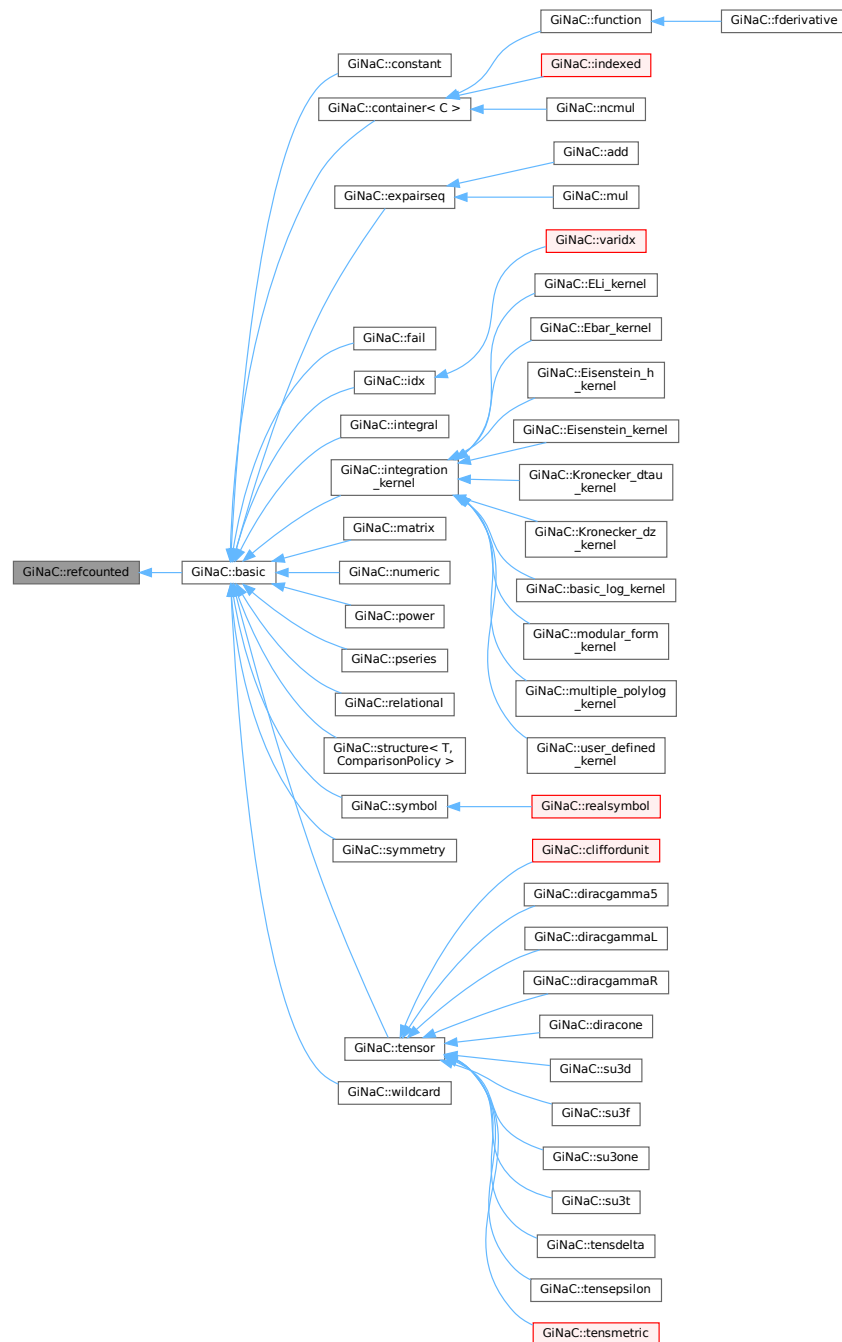 GiNaC::function
GiNaC::fderivative
GiNaC::constant
GiNaC::indexed
GiNaC::container< C >
GiNaC::ncmul
GiNaC::add
GiNaC::expairseq
GiNaC::mul
GiNaC::varidx
GiNaC::ELi_kernel
GiNaC::Ebar_kernel
GiNaC::fail
GiNaC::Eisenstein_h
_kernel
GiNaC::idx
GiNaC::integral
GiNaC::Eisenstein_kernel
GiNaC::integration
_kernel
GiNaC::Kronecker_dtau
_kernel
GiNaC::matrix
GiNaC::Kronecker_dz
_kernel
GiNaC::refcounted
GiNaC::basic
GiNaC::numeric
GiNaC::basic_log_kernel
GiNaC::power
GiNaC::modular_form
_kernel
GiNaC::pseries
GiNaC::relational
GiNaC::multiple_polylog
_kernel
GiNaC::structure< T,
ComparisonPolicy >
GiNaC::user_defined
_kernel
GiNaC::symbol
GiNaC::realsymbol
GiNaC::symmetry
GiNaC::cliffordunit
GiNaC::diracgamma5
GiNaC::diracgammaL
GiNaC::diracgammaR
GiNaC::diracone
GiNaC::tensor
GiNaC::su3d
GiNaC::wildcard
GiNaC::su3f
GiNaC::su3one
GiNaC::su3t
GiNaC::tensdelta
GiNaC::tensepsilon
GiNaC::tensmetric